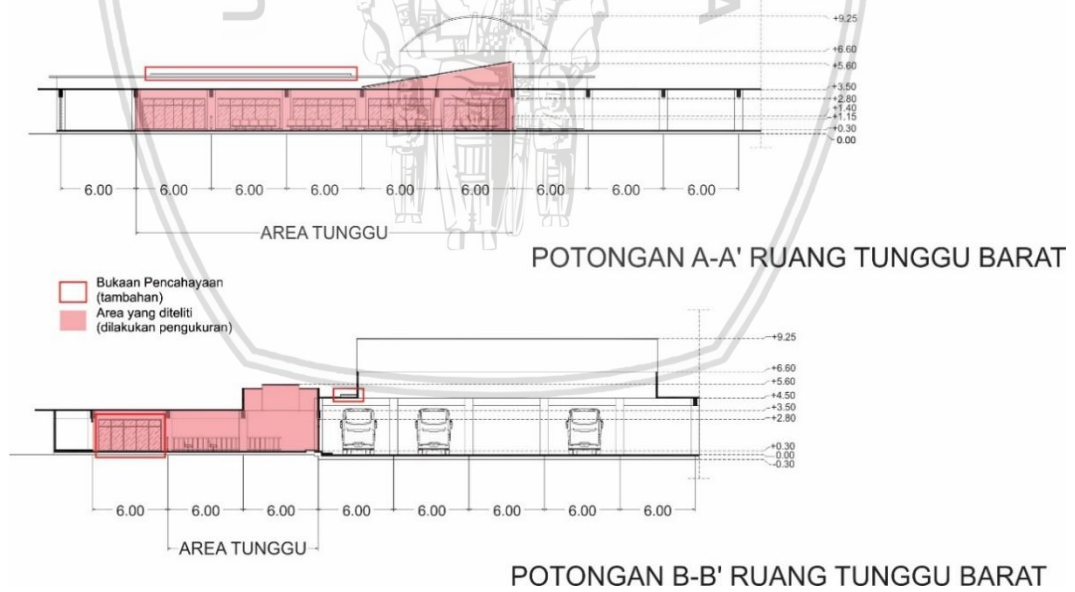 +9.25
+6.60
+5.60
+3.50
+2.80
+1.40
+1.15
+0.30
0.00
6.00 6.00 6.00 6.00 6.00 6.00 6.00 6.00 6.00
AREA TUNGGU
POTONGAN A-A' RUANG TUNGGU BARAT
Bukaan Pencahayaan
(tambahan)
Area yang diteliti
(dilakukan pengukuran)
+9.25
+6.60
+5.60
+4.50
+3.50
+2.80
+0.30
0.00
-0.30
6.00 6.00 6.00 6.00 6.00 6.00 6.00 6.00
AREA TUNGGU
POTONGAN B-B' RUANG TUNGGU BARAT